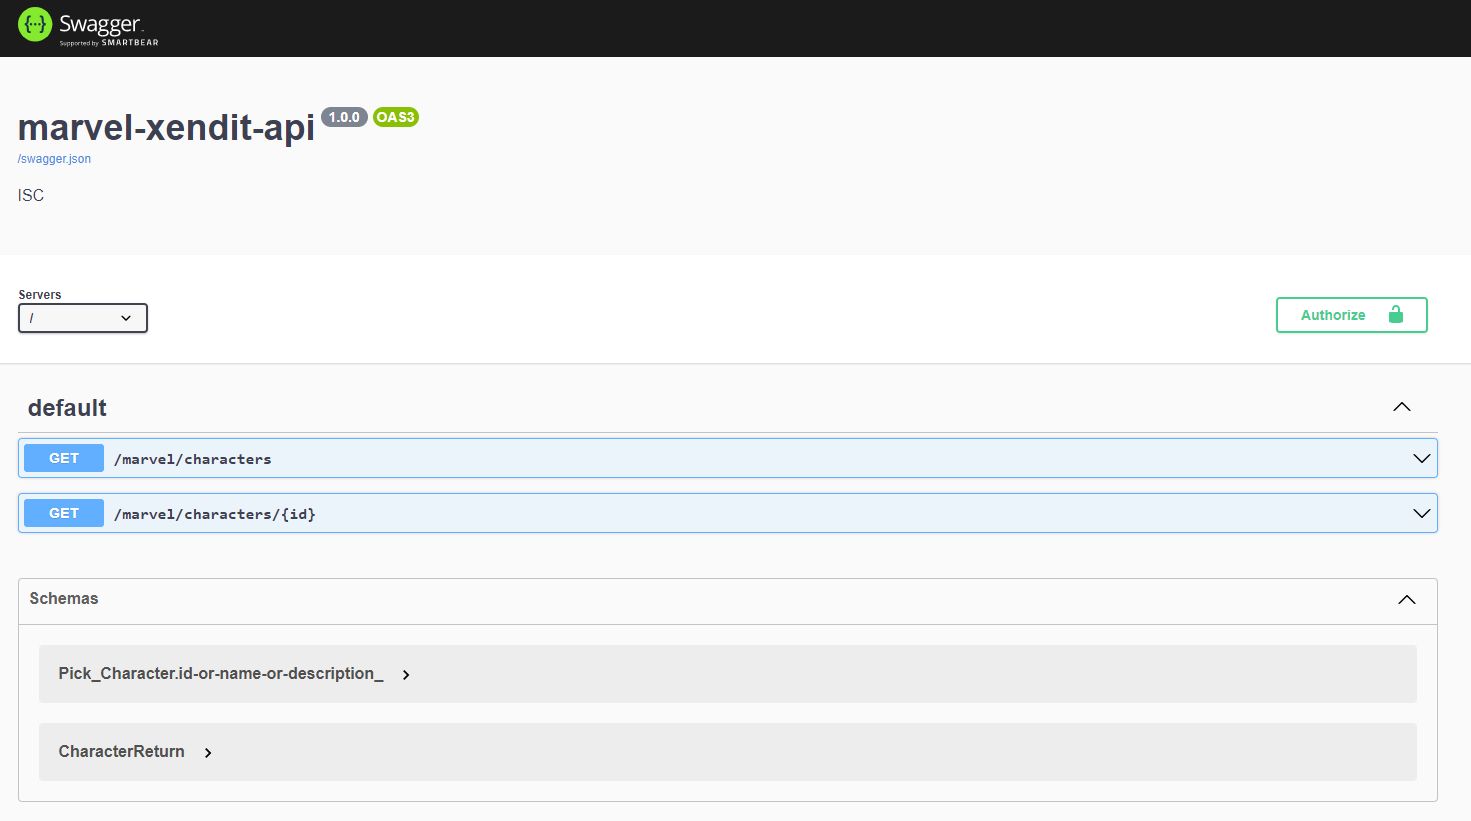 {···} Swagger.
Supported by SMARTBEAR
marvel-xendit-api 1.0.0 OAS3
/swagger.json
ISC
Servers
/
Authorize
default
GET /marvel/characters
GET /marvel/characters/{id}
Schemas
Pick_Character.id-or-name-or-description_
CharacterReturn